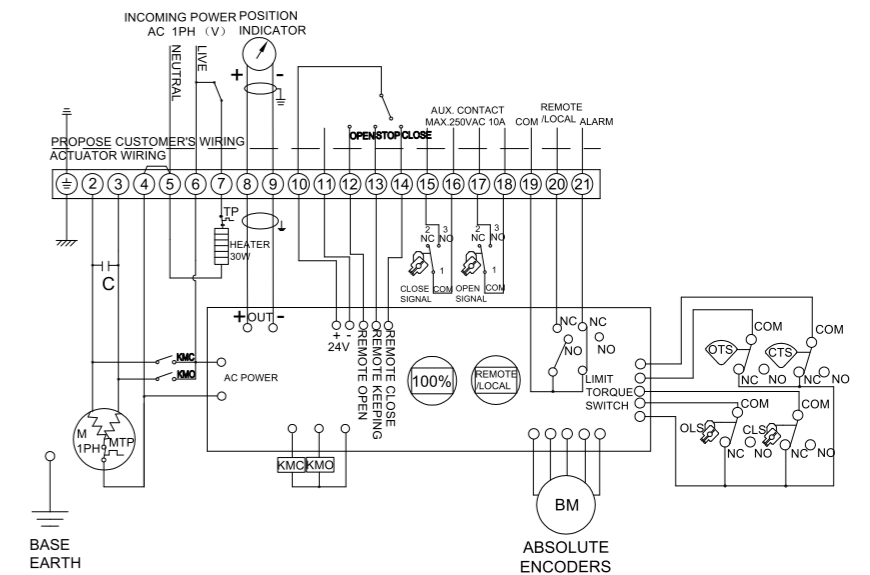 INCOMING POWER
AC 1PH (V)
POSITION
INDICATOR
NEUTRAL
LIVE
+ -
AUX. CONTACT
MAX.250VAC 10A
COM
REMOTE
/LOCAL
ALARM
OPEN STOP CLOSE
PROPOSE CUSTOMER'S WIRING
ACTUATOR WIRING
2 3 4 5 6 7 8 9 10 11 12 13 14 15 16 17 18 19 20 21
TP
HEATER
30W
C
2 3
NC NO
1
CLOSE
SIGNAL
COM
2 3
NC NO
1
OPEN
SIGNAL
COM
+ OUT -
+ -
24V
REMOTE OPEN
REMOTE KEEPING
REMOTE CLOSE
KMC
KMO
AC POWER
100%
REMOTE
/LOCAL
NC NC
NO NO
LIMIT
TORQUE
SWITCH
OTS
COM
NC NO
CTS
COM
NC NO
OLS
COM
NC NO
CLS
COM
NC NO
M
1PH
MTP
KMC KMO
BM
ABSOLUTE
ENCODERS
BASE
EARTH